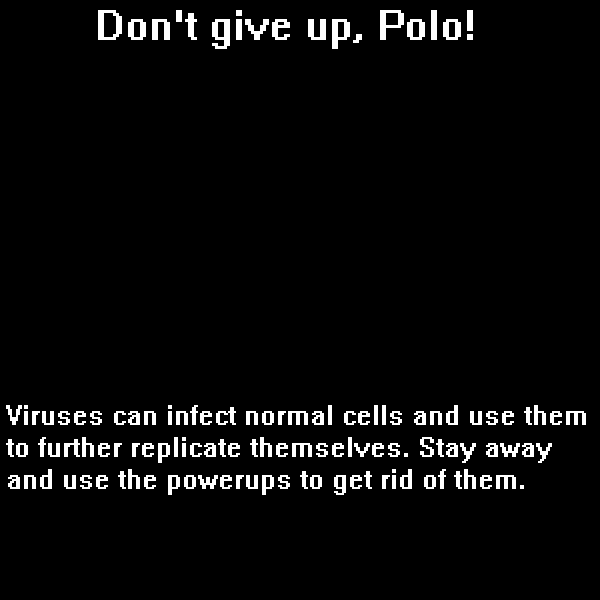 Don't give up, Polo!
Viruses can infect normal cells and use them
to further replicate themselves. Stay away
and use the powerups to get rid of them.